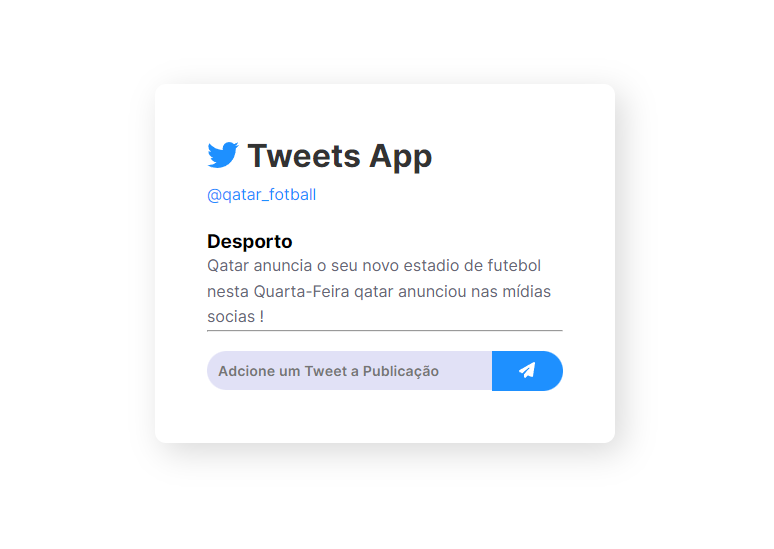 Tweets App
@qatar_fotball
Desporto
Qatar anuncia o seu novo estadio de futebol
nesta Quarta-Feira qatar anunciou nas mídias
socias !
Adcione um Tweet a Publicação